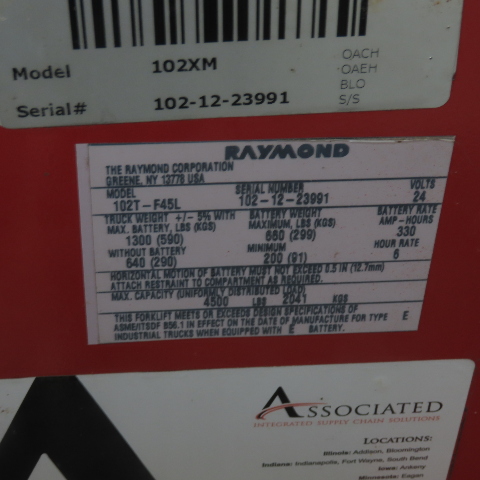 Model 102XM QACH
QAEH
BLO
Serial# 102-12-23991 S/S
RAYMOND
THE RAYMOND CORPORATION
GREENE, NY 13778 USA
MODEL SERIAL NUMBER VOLTS
102T-F45L 102-12-23991 24
TRUCK WEIGHT +/- 5% WITH BATTERY WEIGHT BATTERY RATE
MAX. BATTERY, LBS (KGS) MAXIMUM, LBS (KGS) AMP-HOURS
1300 (590) 660 (299) 330
WITHOUT BATTERY MINIMUM HOUR RATE
640 (290) 200 (91) 6
HORIZONTAL MOTION OF BATTERY MUST NOT EXCEED 0.5 IN (12.7mm)
ATTACH RESTRAINT TO COMPARTMENT AS REQUIRED.
MAX. CAPACITY (UNIFORMLY DISTRIBUTED LOAD)
4500 LBS 2041 KGS
THIS FORKLIFT MEETS OR EXCEEDS DESIGN SPECIFICATIONS OF
ASME/ITSDF B56.1 IN EFFECT ON THE DATE OF MANUFACTURE FOR TYPE E
INDUSTRIAL TRUCKS WHEN EQUIPPED WITH E BATTERY.
ASSOCIATED
INTEGRATED SUPPLY CHAIN SOLUTIONS
LOCATIONS:
Illinois: Addison, Bloomington
Indiana: Indianapolis, Fort Wayne, South Bend
Iowa: Ankeny
Minnesota: Eagan